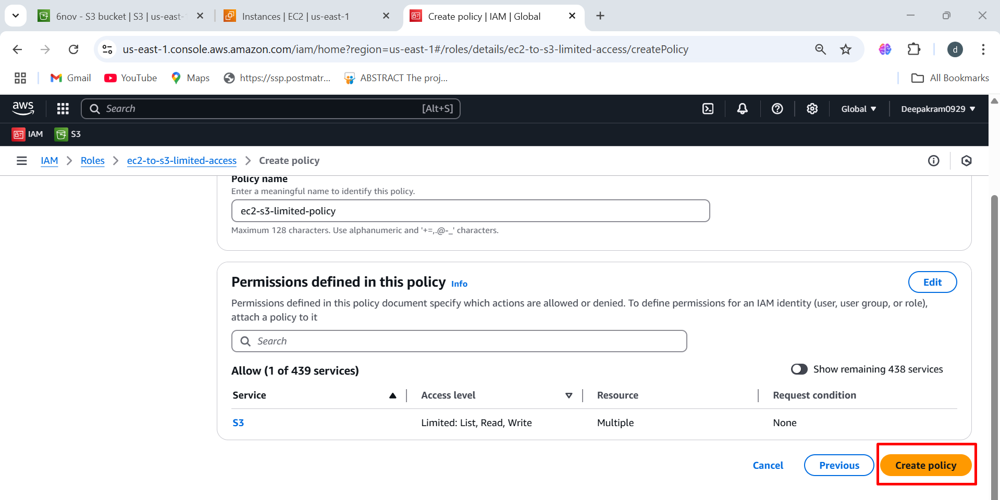 6nov - S3 bucket | S3 | us-east-
Instances | EC2 | us-east-1
Create policy | IAM | Global
us-east-1.console.aws.amazon.com/iam/home?region=us-east-1#/roles/details/ec2-to-s3-limited-access/createPolicy
d
Gmail
YouTube
Maps
https://ssp.postmatr...
ABSTRACT The proj...
All Bookmarks
aws
Search
[Alt+S]
Global
Deepakram0929
IAM
S3
IAM
Roles
ec2-to-s3-limited-access
Create policy
Policy name
Enter a meaningful name to identify this policy.
ec2-s3-limited-policy
Maximum 128 characters. Use alphanumeric and '+=,.@-_' characters.
Permissions defined in this policy Info
Edit
Permissions defined in this policy document specify which actions are allowed or denied. To define permissions for an IAM identity (user, user group, or role),
attach a policy to it
Search
Allow (1 of 439 services)
Show remaining 438 services
Service
Access level
Resource
Request condition
S3
Limited: List, Read, Write
Multiple
None
Cancel
Previous
Create policy